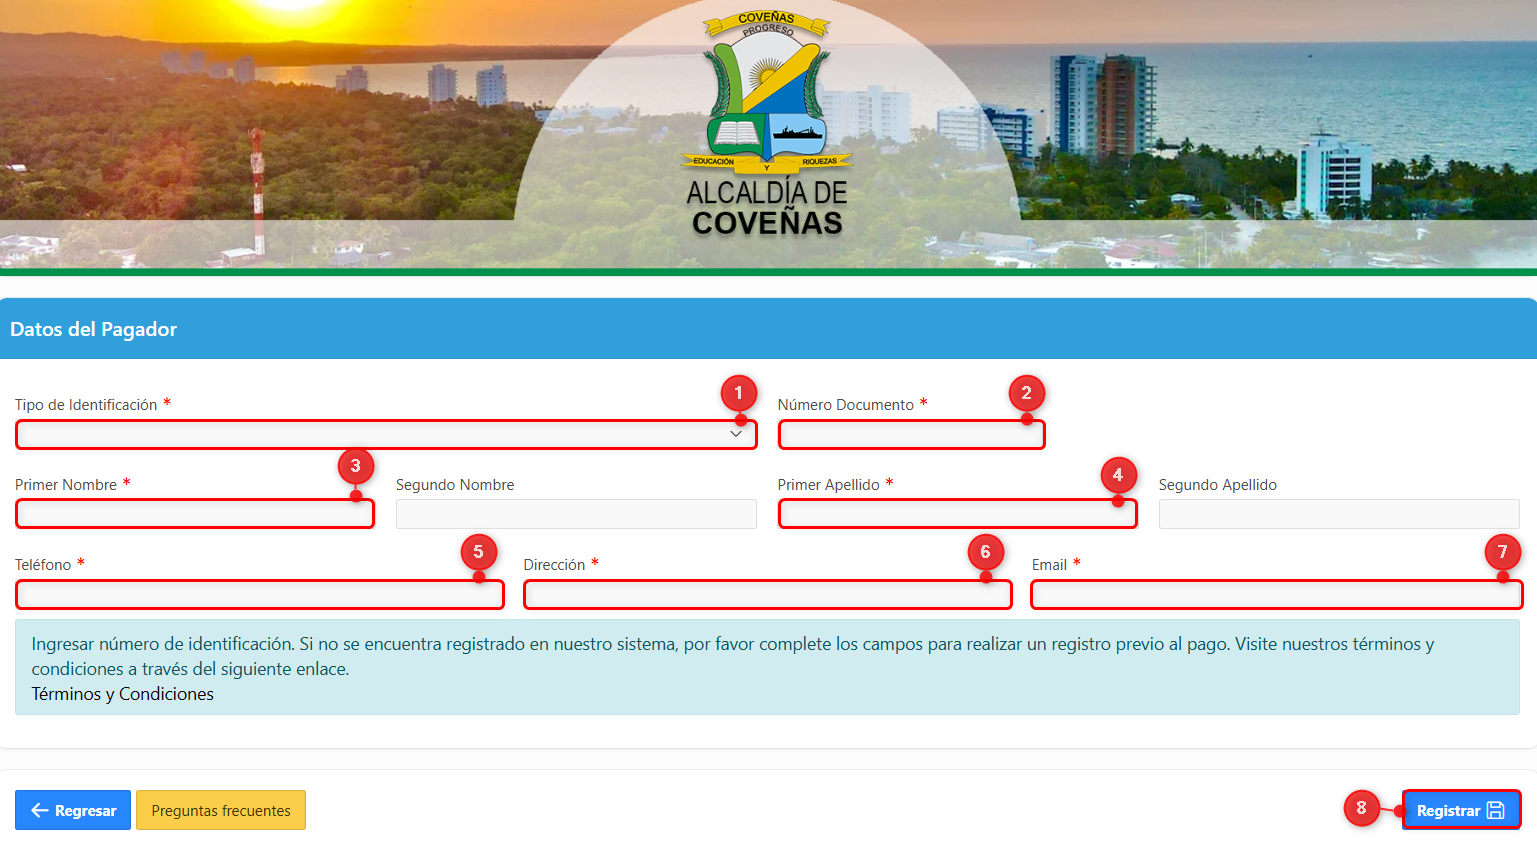 COVEÑAS
PROGRESO
EDUCACIÓN Y RIQUEZAS
ALCALDÍA DE
COVEÑAS
Datos del Pagador
1
2
Tipo de Identificación *
Número Documento *
3
4
Primer Nombre *
Segundo Nombre
Primer Apellido *
Segundo Apellido
5
6
7
Teléfono *
Dirección *
Email *
Ingresar número de identificación. Si no se encuentra registrado en nuestro sistema, por favor complete los campos para realizar un registro previo al pago. Visite nuestros términos y
condiciones a través del siguiente enlace.
Términos y Condiciones
Regresar
Preguntas frecuentes
8
Registrar